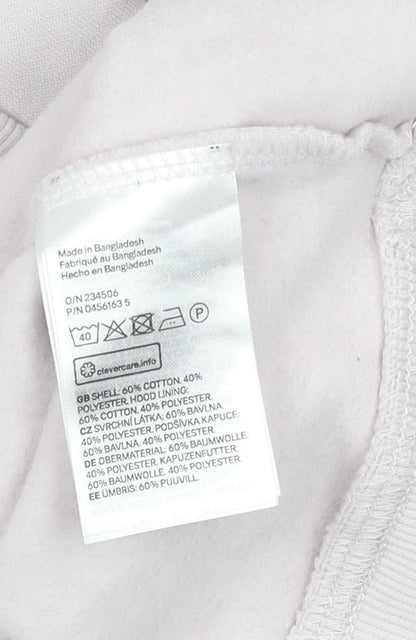 Made in Bangladesh
Fabriqué au Bangladesh
Hecho en Bangladesh
O/N 234506
P/N 0456163 5
40
P
clevercare.info
GB SHELL: 60% COTTON. 40%
POLYESTER. HOOD LINING:
60% COTTON. 40% POLYESTER.
CZ SVRCHNÍ LÁTKA: 60% BAVLNA.
40% POLYESTER. PODŠÍVKA KAPUCE:
60% BAVLNA. 40% POLYESTER.
DE OBERMATERIAL: 60% BAUMWOLLE.
40% POLYESTER. KAPUZENFUTTER:
60% BAUMWOLLE. 40% POLYESTER.
EE ÜMBRIS: 60% PUUVILL.